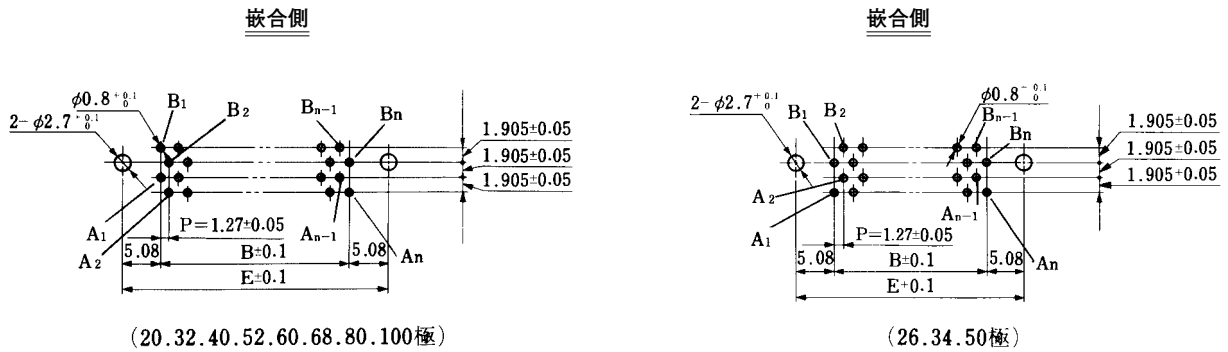 嵌合側
φ0.8 +0.1 0
B1
B2
Bn-1
Bn
2-φ2.7 +0.1 0
1.905±0.05
1.905±0.05
1.905±0.05
A1
A2
P=1.27±0.05
An-1
An
5.08
B±0.1
5.08
E±0.1
(20.32.40.52.60.68.80.100極)
嵌合側
2-φ2.7 +0.1 0
B1
B2
φ0.8 +0.1 0
Bn-1
Bn
1.905±0.05
1.905±0.05
1.905+0.05
A2
A1
An-1
P=1.27±0.05
An
5.08
B±0.1
5.08
E+0.1
(26.34.50極)